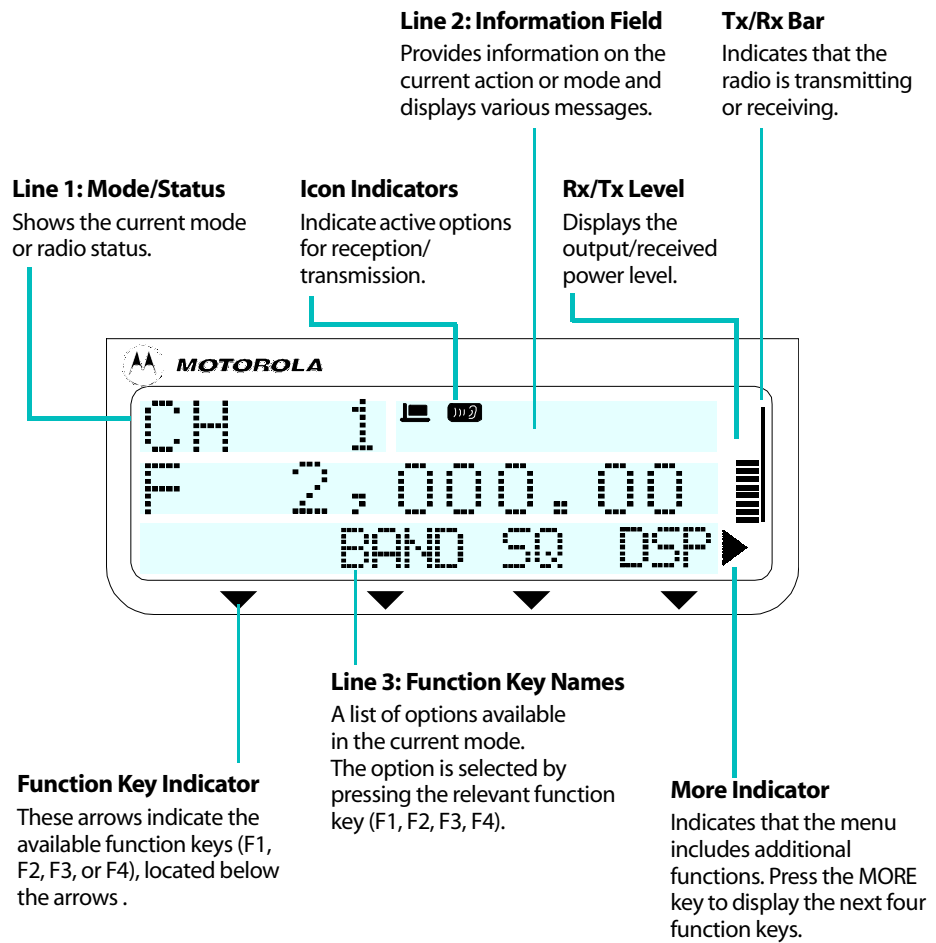 Line 2: Information Field
Provides information on the
current action or mode and
displays various messages.
Tx/Rx Bar
Indicates that the
radio is transmitting
or receiving.
Line 1: Mode/Status
Shows the current mode
or radio status.
Icon Indicators
Indicate active options
for reception/
transmission.
Rx/Tx Level
Displays the
output/received
power level.
MOTOROLA
CH 1
F 2,000.00
BAND SQ DSP
Line 3: Function Key Names
A list of options available
in the current mode.
The option is selected by
pressing the relevant function
key (F1, F2, F3, F4).
Function Key Indicator
These arrows indicate the
available function keys (F1,
F2, F3, or F4), located below
the arrows .
More Indicator
Indicates that the menu
includes additional
functions. Press the MORE
key to display the next four
function keys.